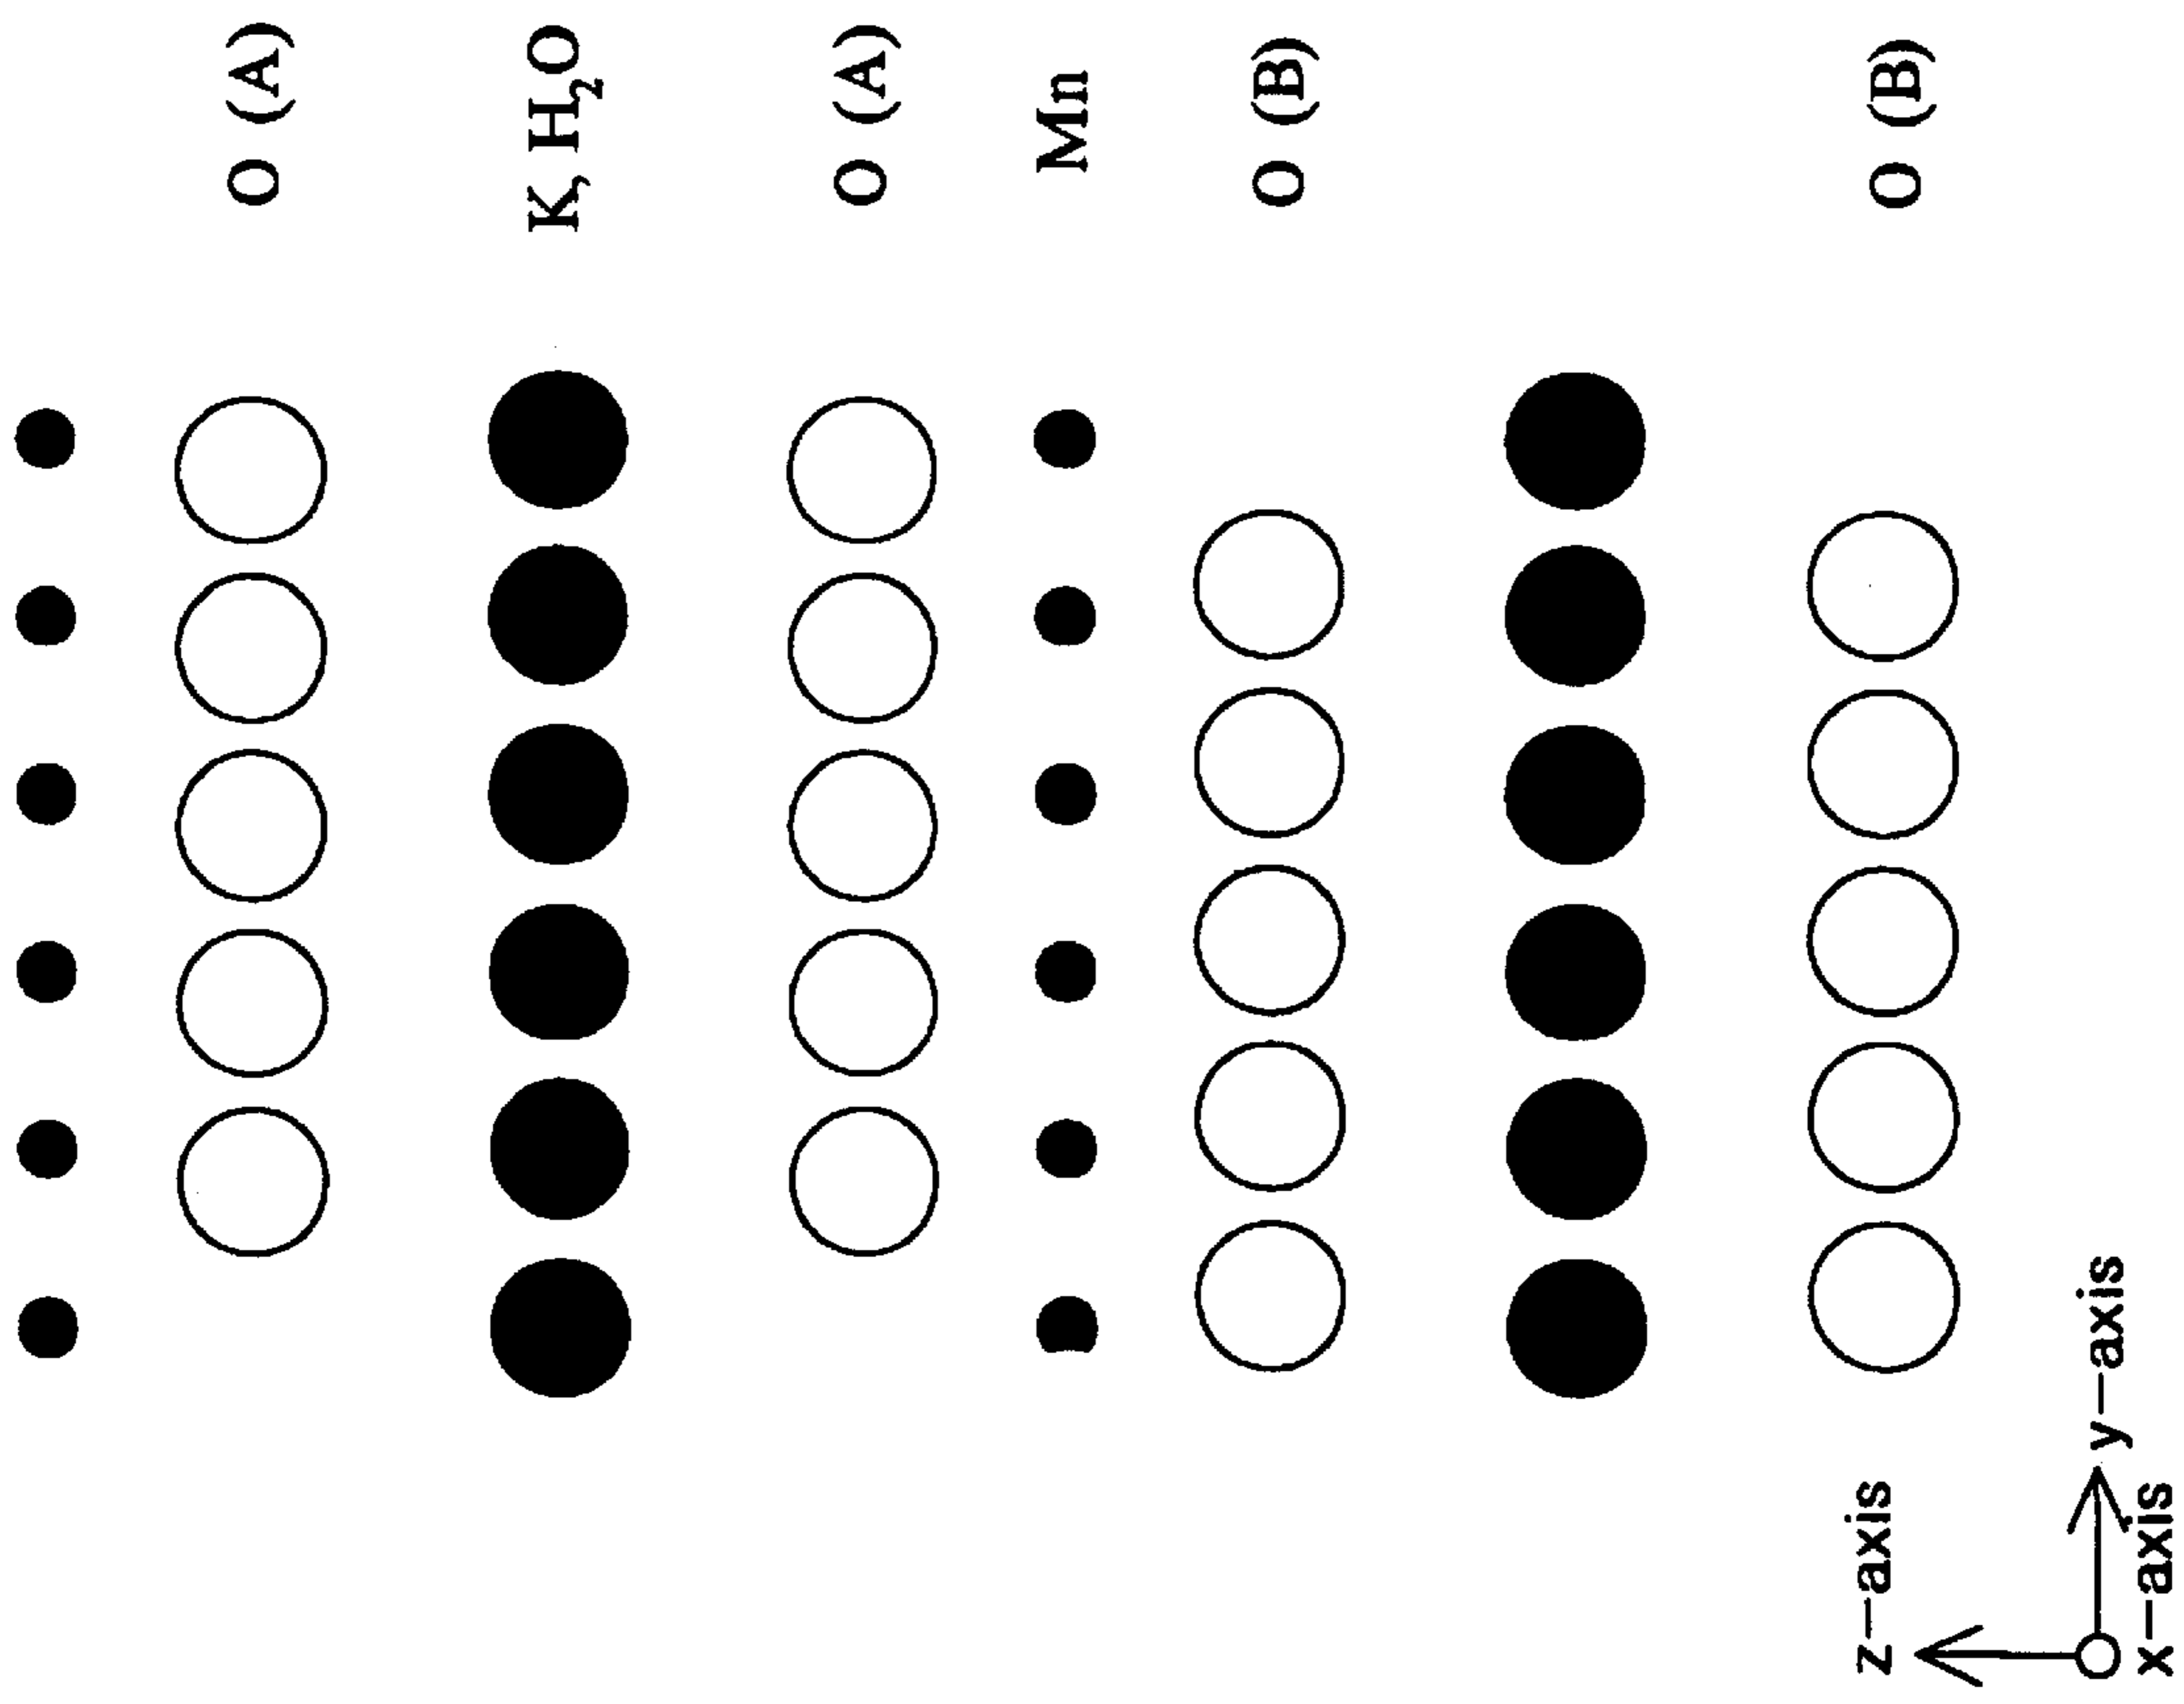 O (A)
K, H₂O
O (A)
Mn
O (B)
O (B)
z-axis
y-axis
x-axis